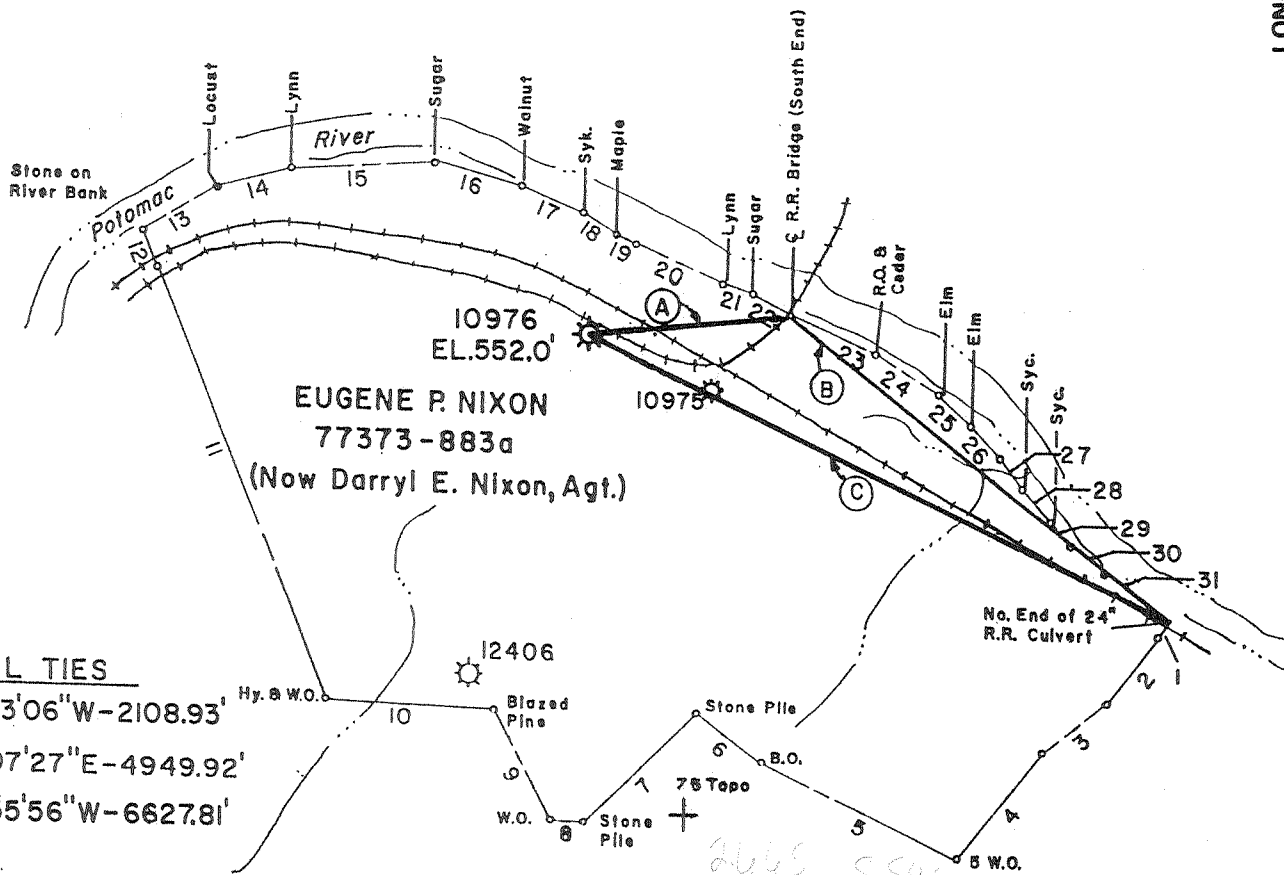 LON
Locust
Lynn
Sugar
Walnut
Syk.
Maple
Lynn
Sugar
℄ R.R. Bridge (South End)
R.O. &
Cedar
Elm
Elm
Syc.
Syc.
Stone on
River Bank
Potomac
River
12
13
14
15
16
17
18
19
20
21
22
23
24
25
26
27
28
29
30
31
A
B
C
10976
EL.552.0'
10975
EUGENE P. NIXON
77373-883a
(Now Darryl E. Nixon, Agt.)
11
No. End of 24"
R.R. Culvert
1
2
3
4
5
6
7
8
9
10
12406
Hy. & W.O.
Blazed
Pine
Stone Pile
B.O.
W.O.
Stone
Pile
7½ Topo
5 W.O.
L TIES
3'06"W-2108.93'
07'27"E-4949.92'
55'56"W-6627.81'